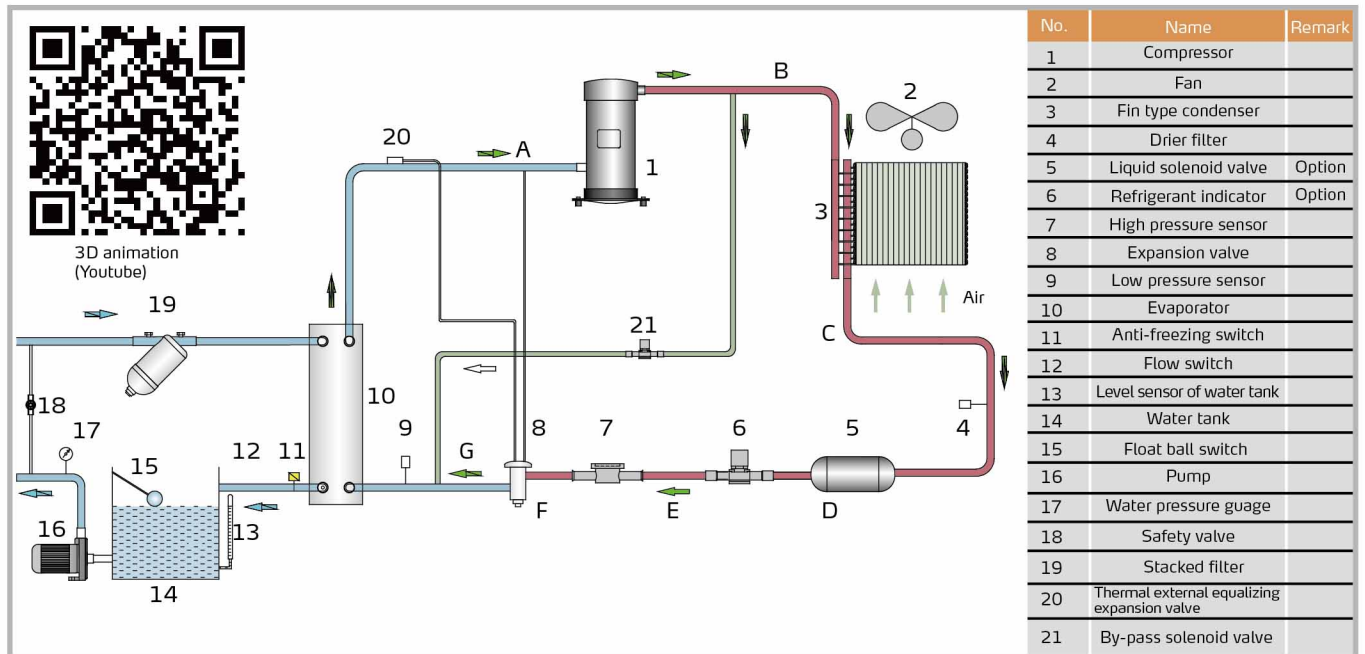 3D animation
(Youtube)
20
A
B
2
1
3
19
Air
21
C
10
18
17
12
11
9
8
7
6
5
4
15
G
F
E
D
16
13
14
No. Name Remark
1 Compressor
2 Fan
3 Fin type condenser
4 Drier filter
5 Liquid solenoid valve Option
6 Refrigerant indicator Option
7 High pressure sensor
8 Expansion valve
9 Low pressure sensor
10 Evaporator
11 Anti-freezing switch
12 Flow switch
13 Level sensor of water tank
14 Water tank
15 Float ball switch
16 Pump
17 Water pressure guage
18 Safety valve
19 Stacked filter
20 Thermal external equalizing
expansion valve
21 By-pass solenoid valve